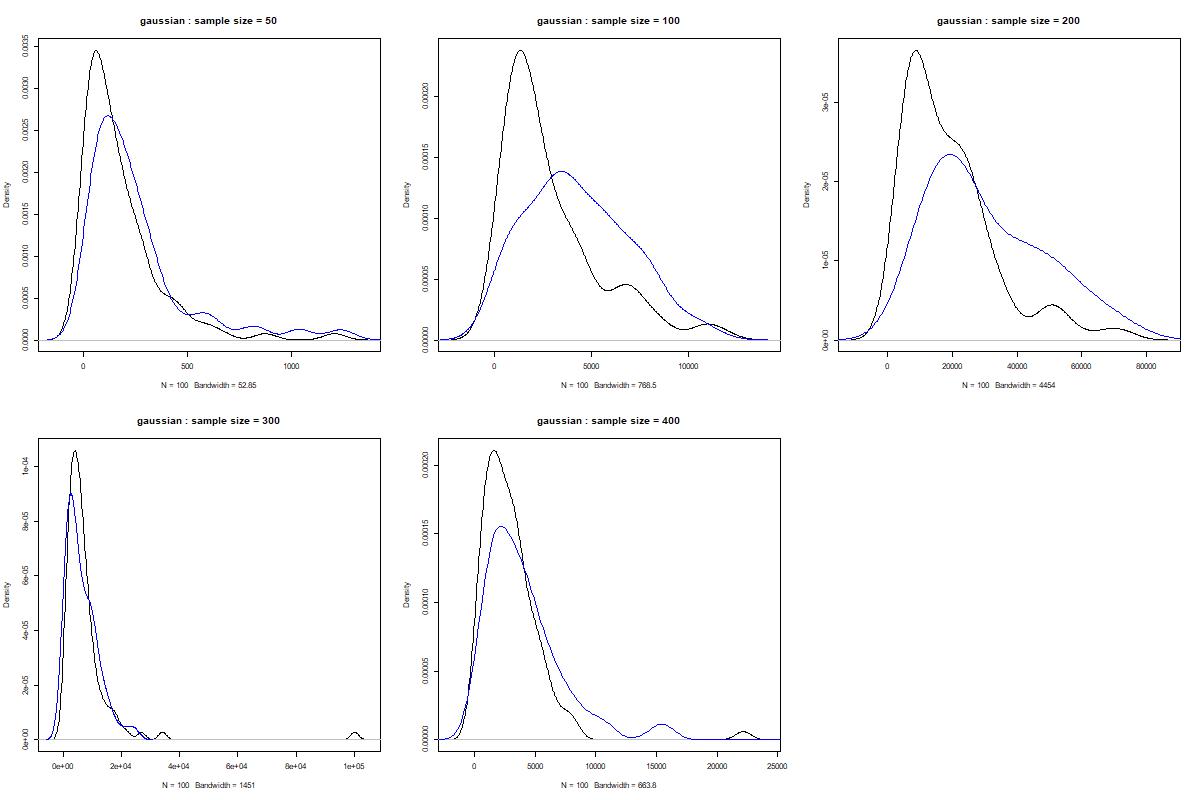 gaussian : sample size = 50
Density
0.0000 0.0005 0.0010 0.0015 0.0020 0.0025 0.0030 0.0035
0 500 1000
N = 100 Bandwidth = 52.85
gaussian : sample size = 100
Density
0.00000 0.00005 0.00010 0.00015 0.00020
0 5000 10000
N = 100 Bandwidth = 768.5
gaussian : sample size = 200
Density
0e+00 1e-05 2e-05 3e-05
0 20000 40000 60000 80000
N = 100 Bandwidth = 4454
gaussian : sample size = 300
Density
0e+00 2e-05 4e-05 6e-05 8e-05 1e-04
0e+00 2e+04 4e+04 6e+04 8e+04 1e+05
N = 100 Bandwidth = 1451
gaussian : sample size = 400
Density
0.00000 0.00005 0.00010 0.00015 0.00020
0 5000 10000 15000 20000 25000
N = 100 Bandwidth = 663.8